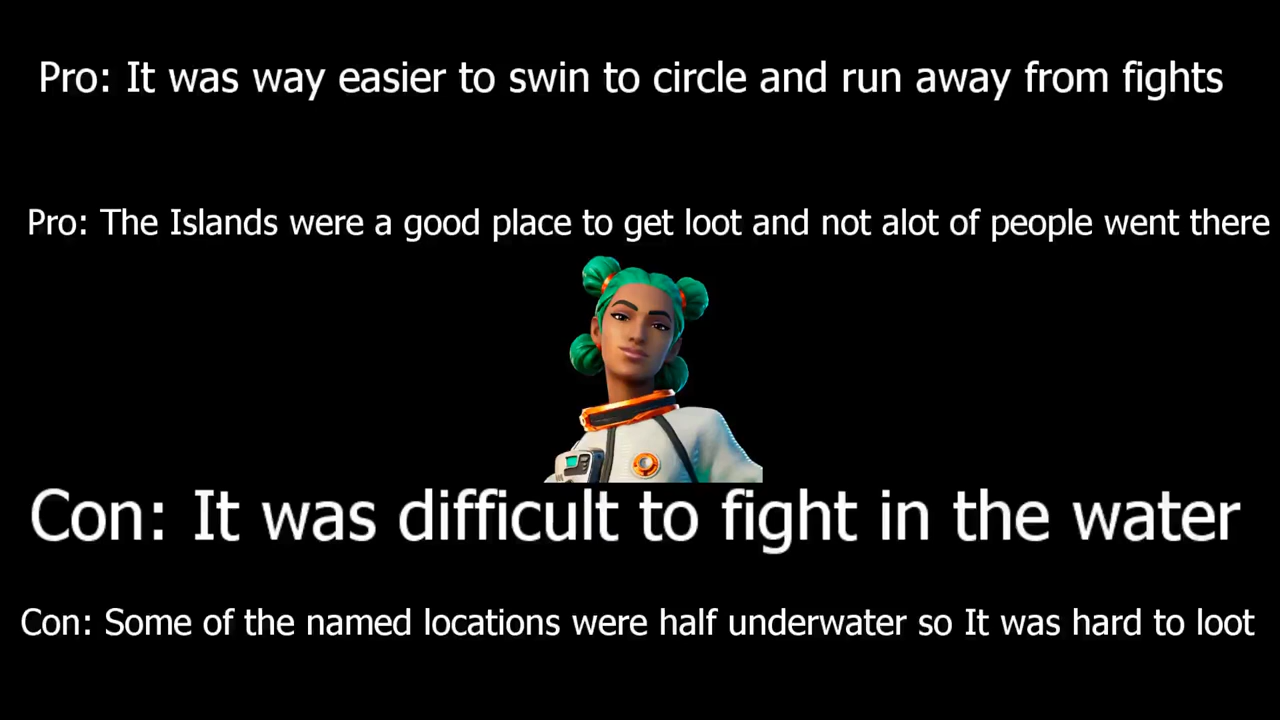 Pro: It was way easier to swin to circle and run away from fights
Pro: The Islands were a good place to get loot and not alot of people went there
Con: It was difficult to fight in the water
Con: Some of the named locations were half underwater so It was hard to loot